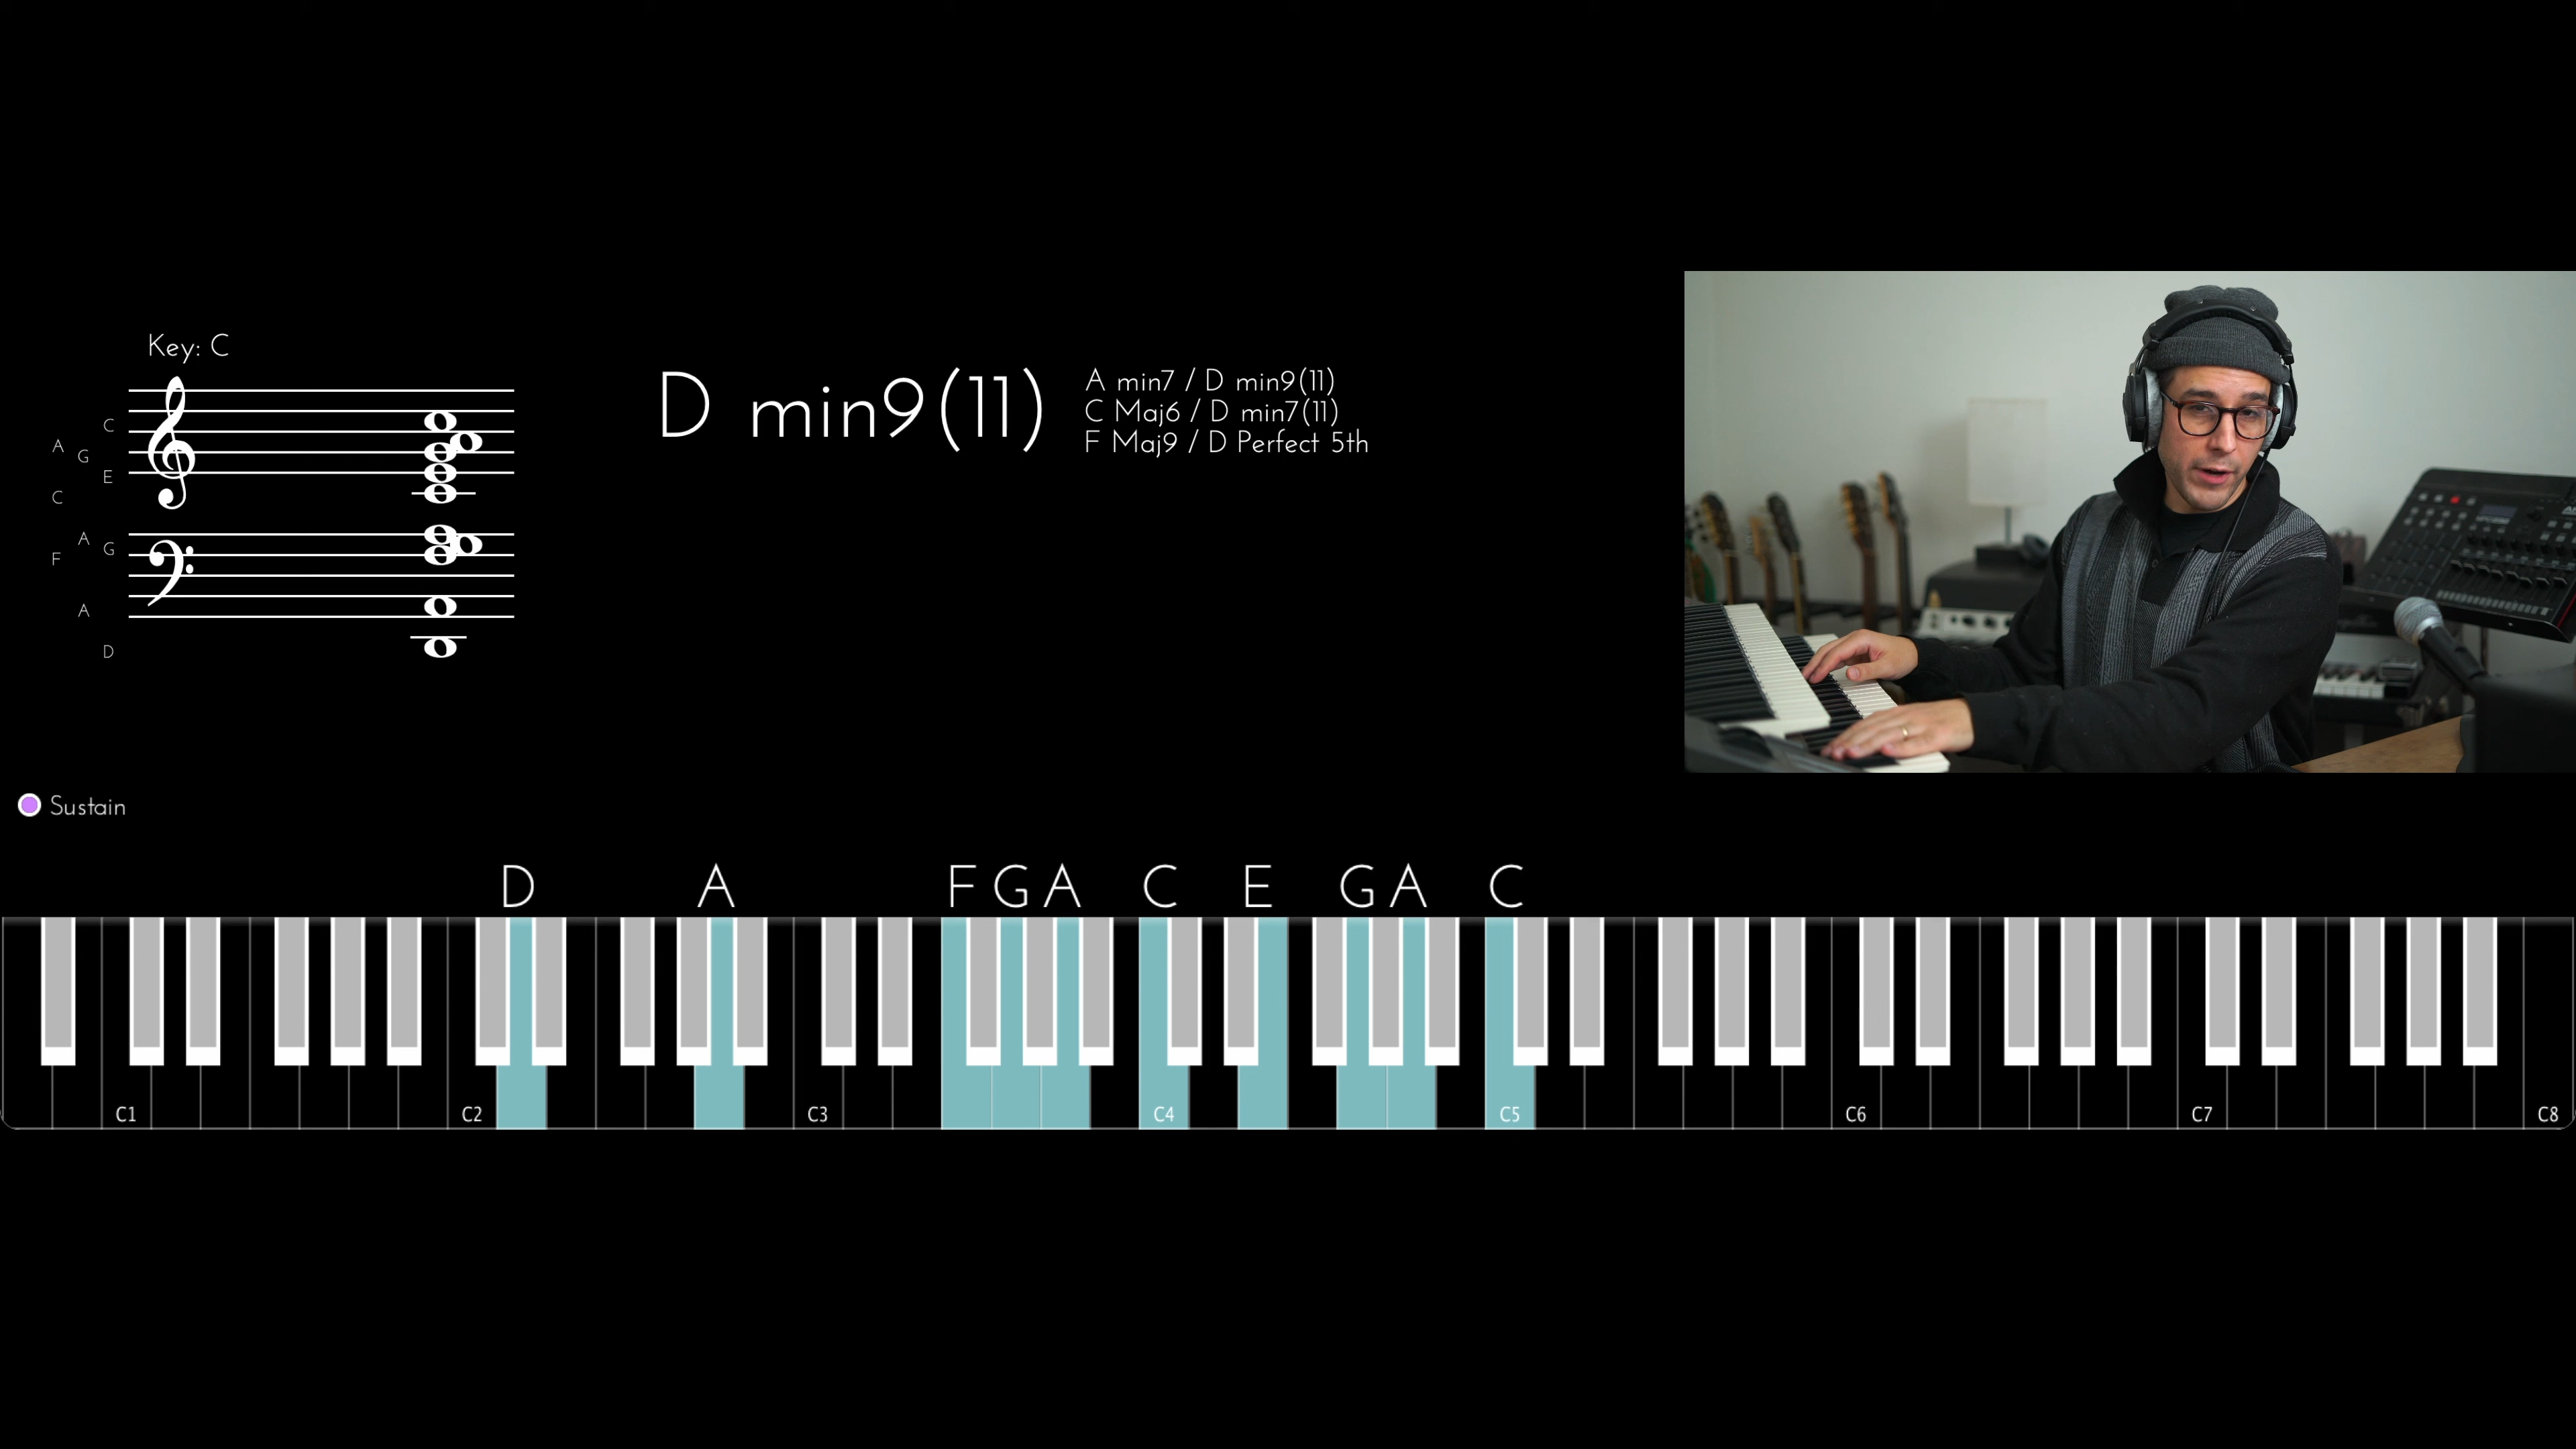 Key: C
D min9(11)
A min7 / D min9(11)
C Maj6 / D min7(11)
F Maj9 / D Perfect 5th
C
A
G
E
C
A
G
F
A
D
Sustain
D A F G A C E G A C
C1 C2 C3 C4 C5 C6 C7 C8